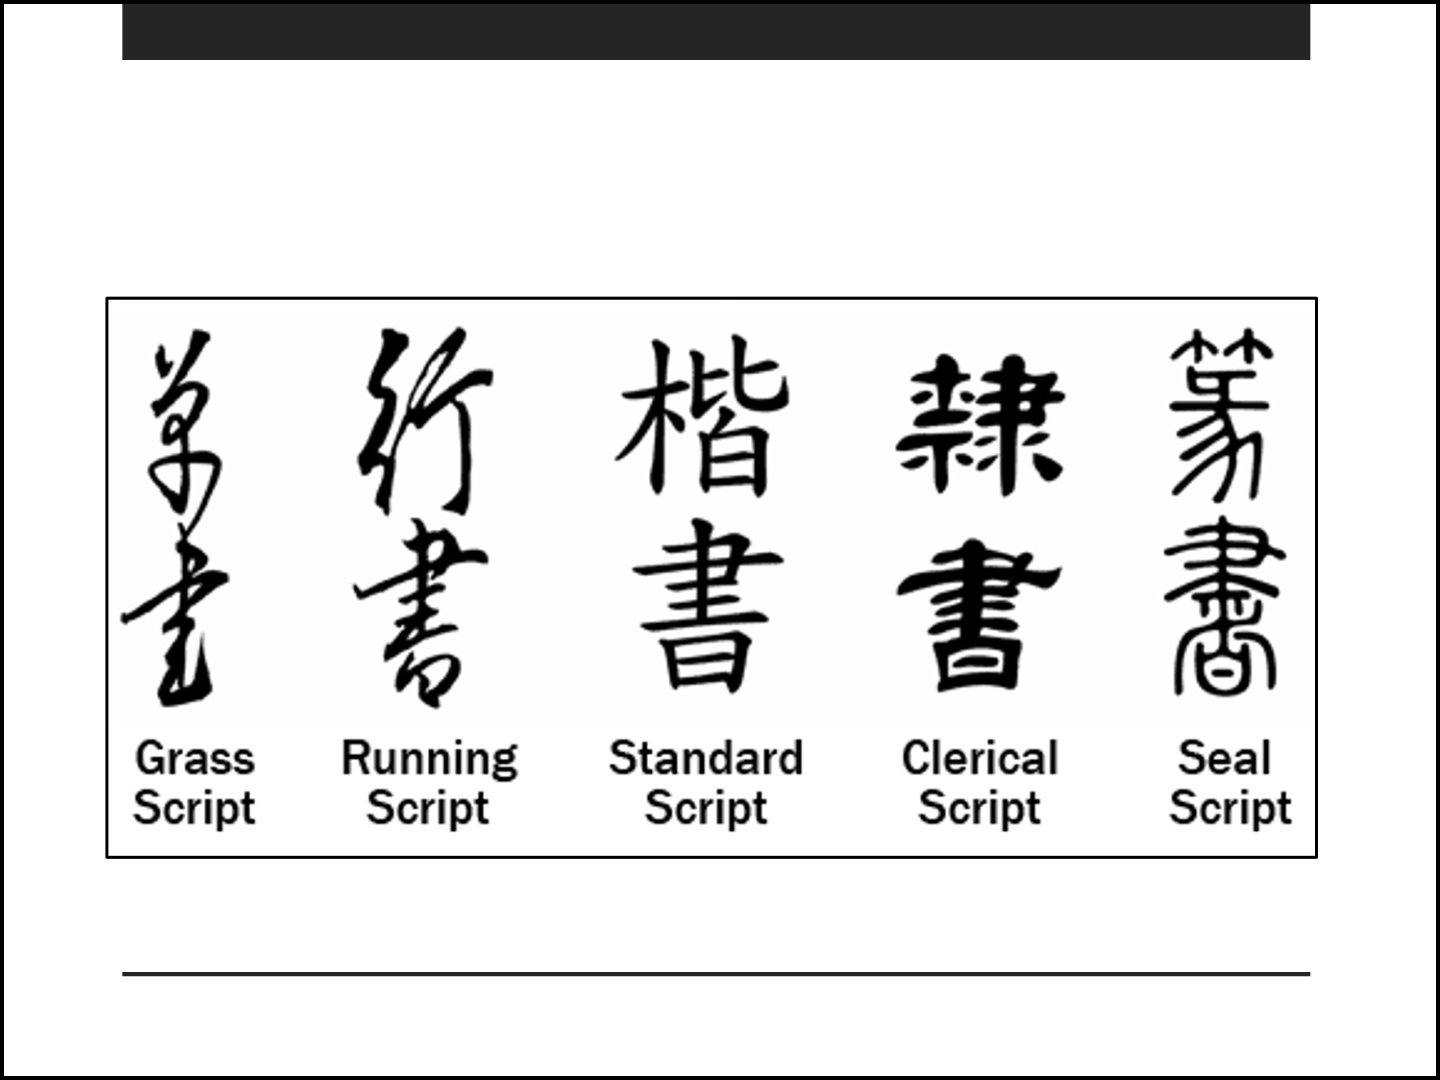 草書
行書
楷書
隸書
篆書
Grass Script
Running Script
Standard Script
Clerical Script
Seal Script